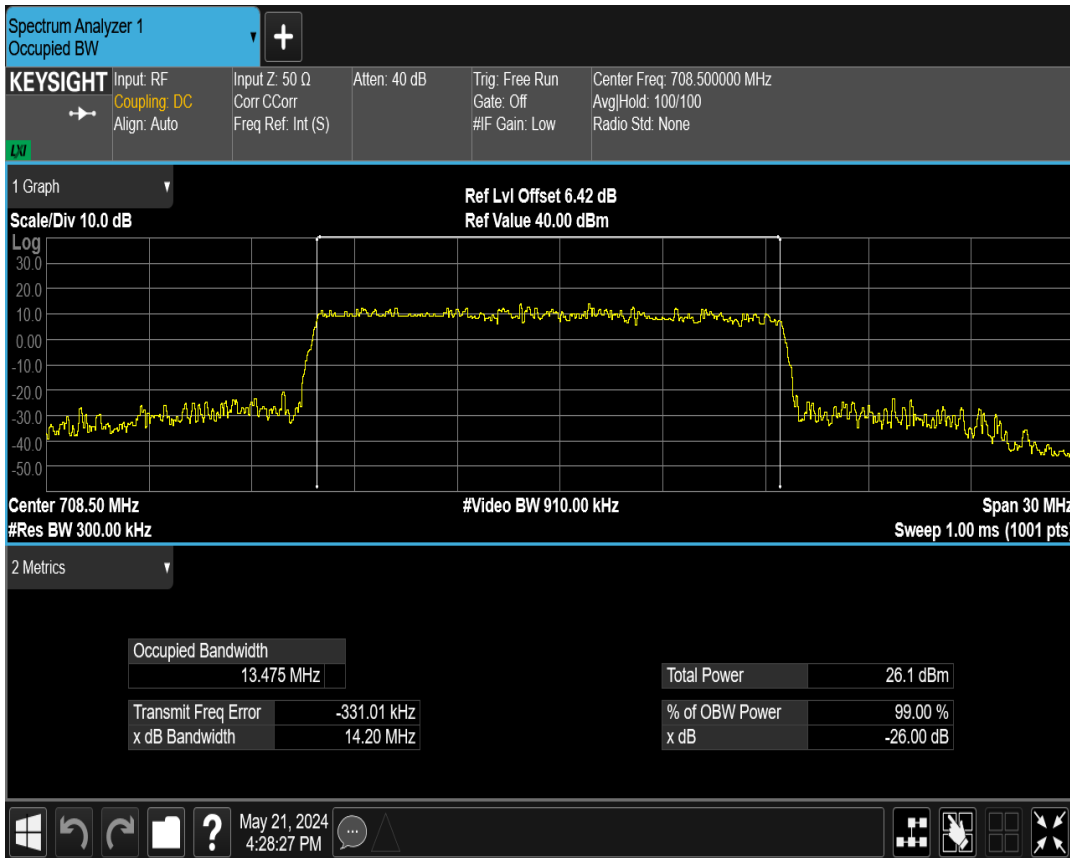 Spectrum Analyzer 1
Occupied BW
KEYSIGHT
LXI
Input: RF
Coupling: DC
Align: Auto
Input Z: 50 Ω
Corr CCorr
Freq Ref: Int (S)
Atten: 40 dB
Trig: Free Run
Gate: Off
#IF Gain: Low
Center Freq: 708.500000 MHz
Avg|Hold: 100/100
Radio Std: None
1 Graph
Scale/Div 10.0 dB
Ref Lvl Offset 6.42 dB
Ref Value 40.00 dBm
Log
30.0
20.0
10.0
0.00
-10.0
-20.0
-30.0
-40.0
-50.0
Center 708.50 MHz
#Video BW 910.00 kHz
Span 30 MHz
#Res BW 300.00 kHz
Sweep 1.00 ms (1001 pts)
2 Metrics
Occupied Bandwidth
13.475 MHz
Transmit Freq Error -331.01 kHz
x dB Bandwidth 14.20 MHz
Total Power 26.1 dBm
% of OBW Power 99.00 %
x dB -26.00 dB
?
May 21, 2024
4:28:27 PM